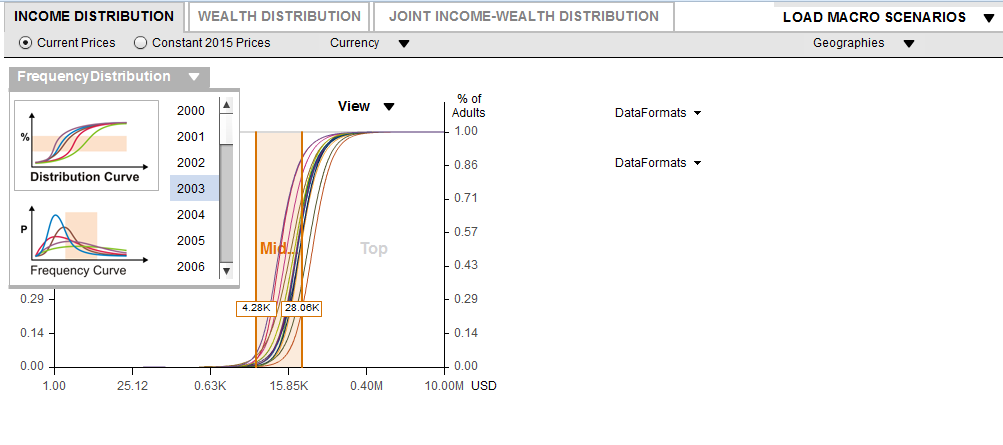 INCOME DISTRIBUTION
WEALTH DISTRIBUTION
JOINT INCOME-WEALTH DISTRIBUTION
LOAD MACRO SCENARIOS
Current Prices
Constant 2015 Prices
Currency
Geographies
FrequencyDistribution
%
Distribution Curve
P
Frequency Curve
2000
2001
2002
2003
2004
2005
2006
View
% of
Adults
DataFormats
DataFormats
1.00
0.86
0.71
0.57
0.43
0.29
0.14
0.00
Mid...
Top
4.28K
28.06K
0.29
0.14
0.00
1.00
25.12
0.63K
15.85K
0.40M
10.00M
USD